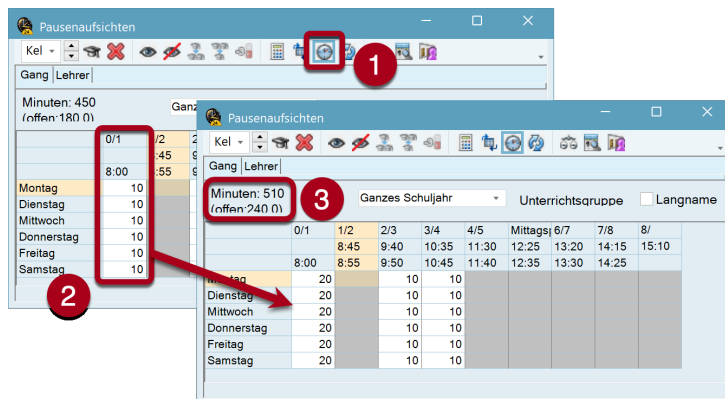 Pausenaufsichten
Kel
1
Gang Lehrer
Minuten: 450
(offen:180.0)
0/1 /2
:45
8:00 :55
Montag 10
Dienstag 10
Mittwoch 10
Donnerstag 10
Freitag 10
Samstag 10
2
Pausenaufsichten
Kel
Gang Lehrer
Minuten: 510
(offen:240.0)
3
Ganzes Schuljahr
Unterrichtsgruppe
Langname
0/1 1/2 2/3 3/4 4/5 Mittags 6/7 7/8 8/
8:45 9:40 10:35 11:30 12:25 13:20 14:15 15:10
8:00 8:55 9:50 10:45 11:40 12:35 13:30 14:25
20 10 10
Dienstag 20 10 10
Mittwoch 20 10 10
Donnerstag 20 10 10
Freitag 20 10 10
Samstag 20 10 10